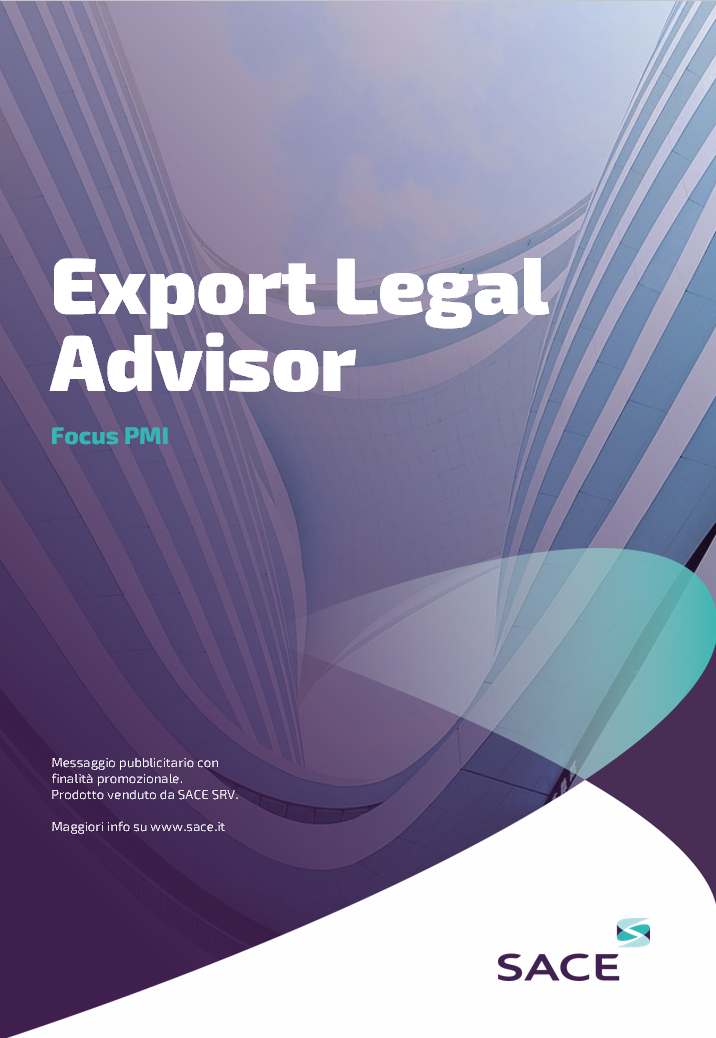 Export Legal
Advisor
Focus PMI
Messaggio pubblicitario con
finalità promozionale.
Prodotto venduto da SACE SRV.
Maggiori info su www.sace.it
SACE